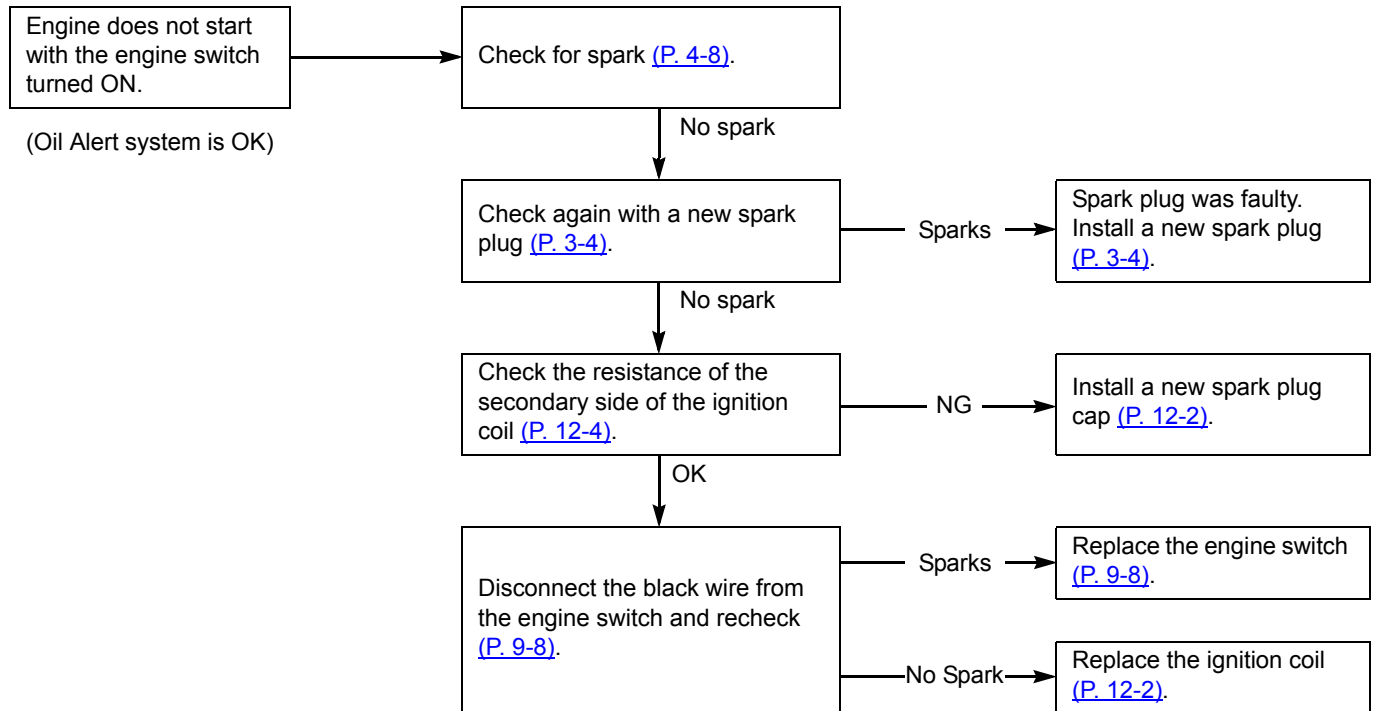 Engine does not start
with the engine switch
turned ON.
(Oil Alert system is OK)
Check for spark (P. 4-8).
No spark
Check again with a new spark
plug (P. 3-4).
Sparks
Spark plug was faulty.
Install a new spark plug
(P. 3-4).
No spark
Check the resistance of the
secondary side of the ignition
coil (P. 12-4).
NG
Install a new spark plug
cap (P. 12-2).
OK
Disconnect the black wire from
the engine switch and recheck
(P. 9-8).
Sparks
Replace the engine switch
(P. 9-8).
No Spark
Replace the ignition coil
(P. 12-2).